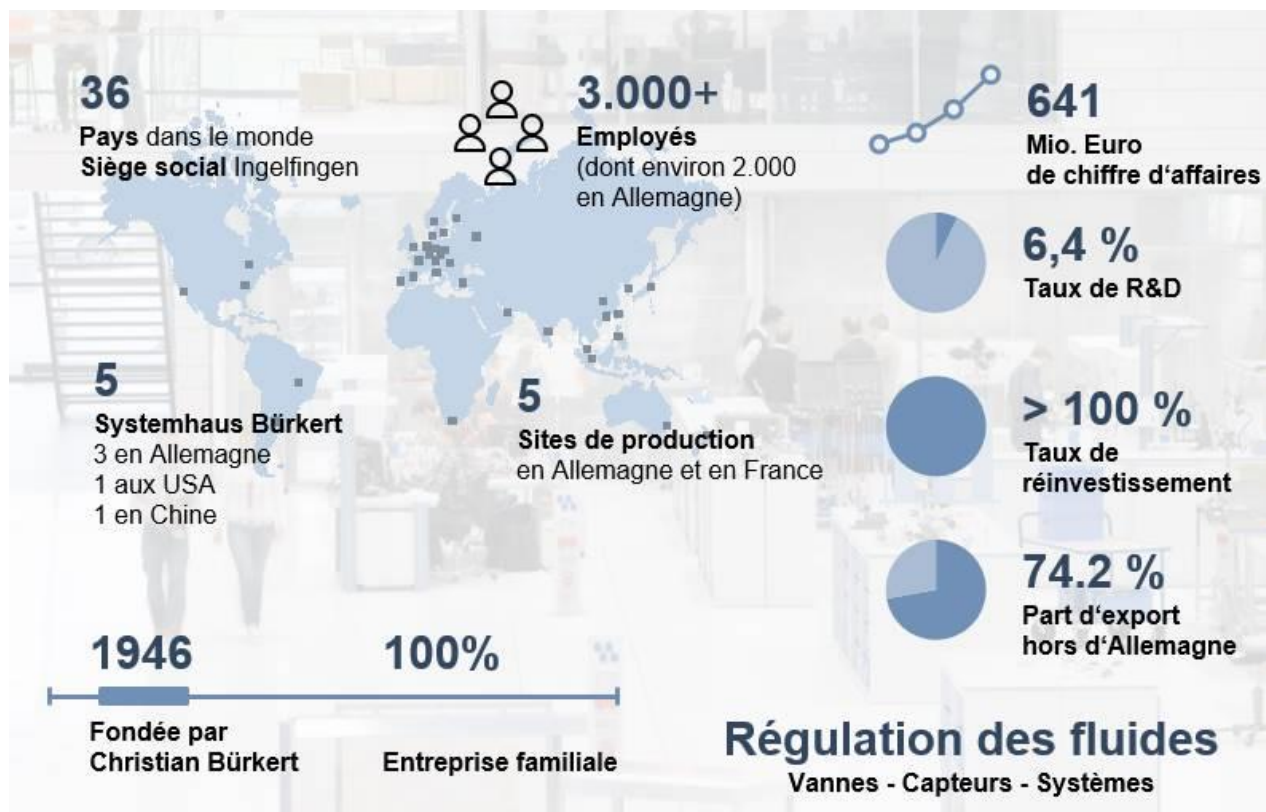 36
Pays dans le monde
Siège social Ingelfingen
3.000+
Employés
(dont environ 2.000
en Allemagne)
641
Mio. Euro
de chiffre d‘affaires
6,4 %
Taux de R&D
5
Systemhaus Bürkert
3 en Allemagne
1 aux USA
1 en Chine
5
Sites de production
en Allemagne et en France
> 100 %
Taux de
réinvestissement
74.2 %
Part d‘export
hors d‘Allemagne
1946
Fondée par
Christian Bürkert
100%
Entreprise familiale
Régulation des fluides
Vannes - Capteurs - Systèmes